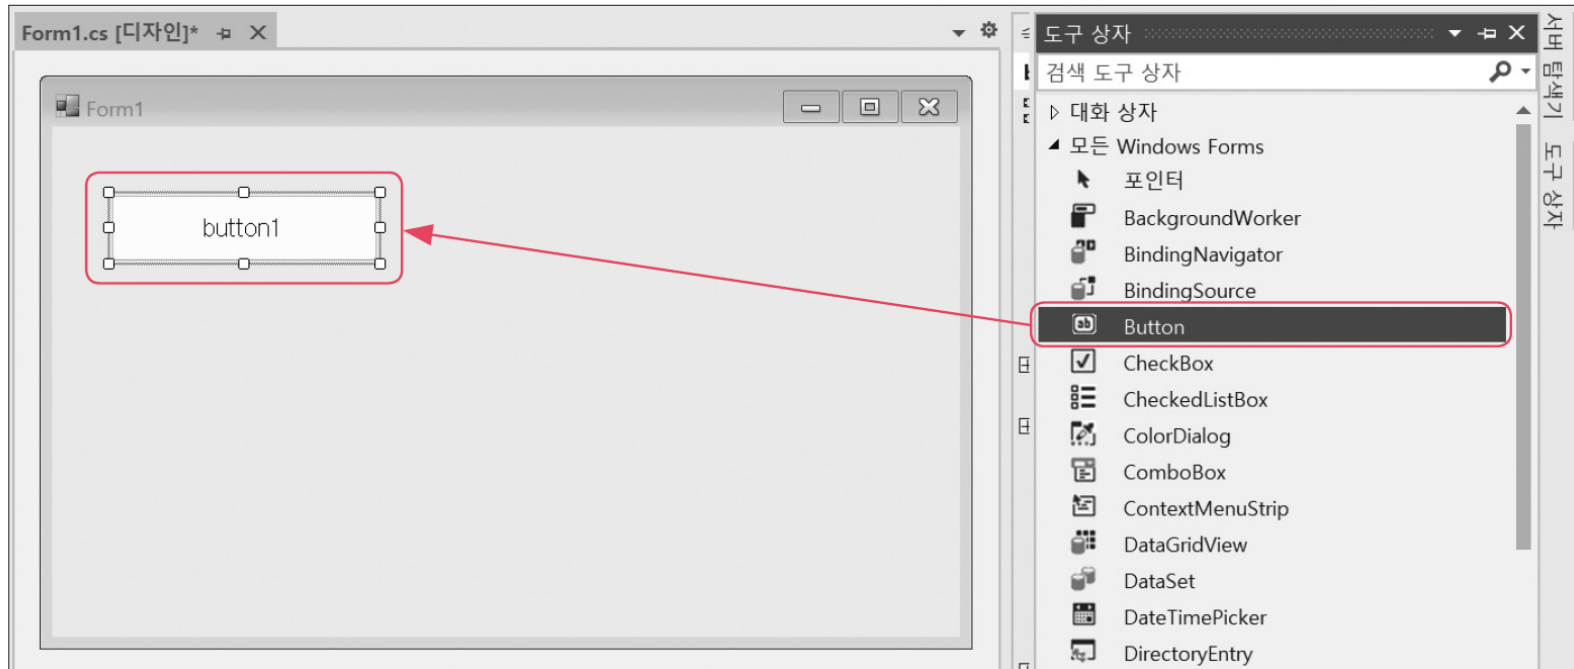 Form1.cs [디자인]*
Form1
button1
도구 상자
검색 도구 상자
대화 상자
모든 Windows Forms
포인터
BackgroundWorker
BindingNavigator
BindingSource
Button
CheckBox
CheckedListBox
ColorDialog
ComboBox
ContextMenuStrip
DataGridView
DataSet
DateTimePicker
DirectoryEntry
서버 탐색기
도구 상자